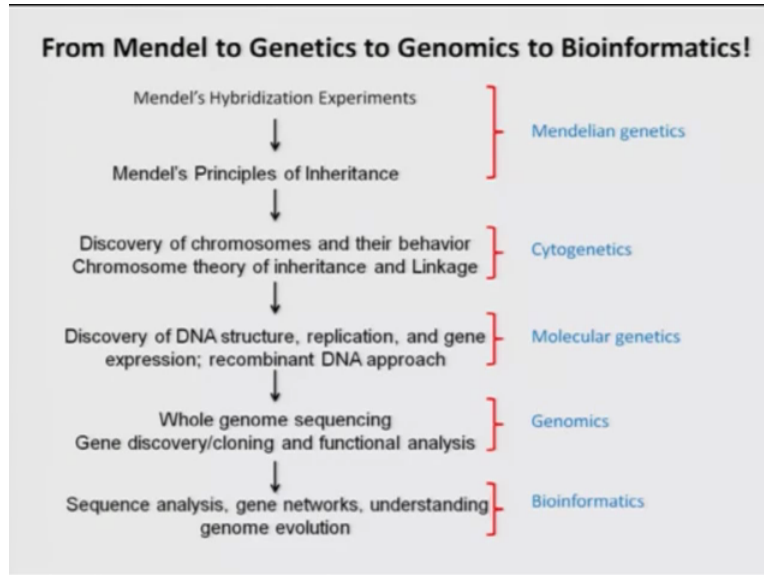 From Mendel to Genetics to Genomics to Bioinformatics!
Mendel's Hybridization Experiments
Mendelian genetics
Mendel's Principles of Inheritance
Discovery of chromosomes and their behavior
Chromosome theory of inheritance and Linkage
Cytogenetics
Discovery of DNA structure, replication, and gene
expression; recombinant DNA approach
Molecular genetics
Whole genome sequencing
Gene discovery/cloning and functional analysis
Genomics
Sequence analysis, gene networks, understanding
genome evolution
Bioinformatics